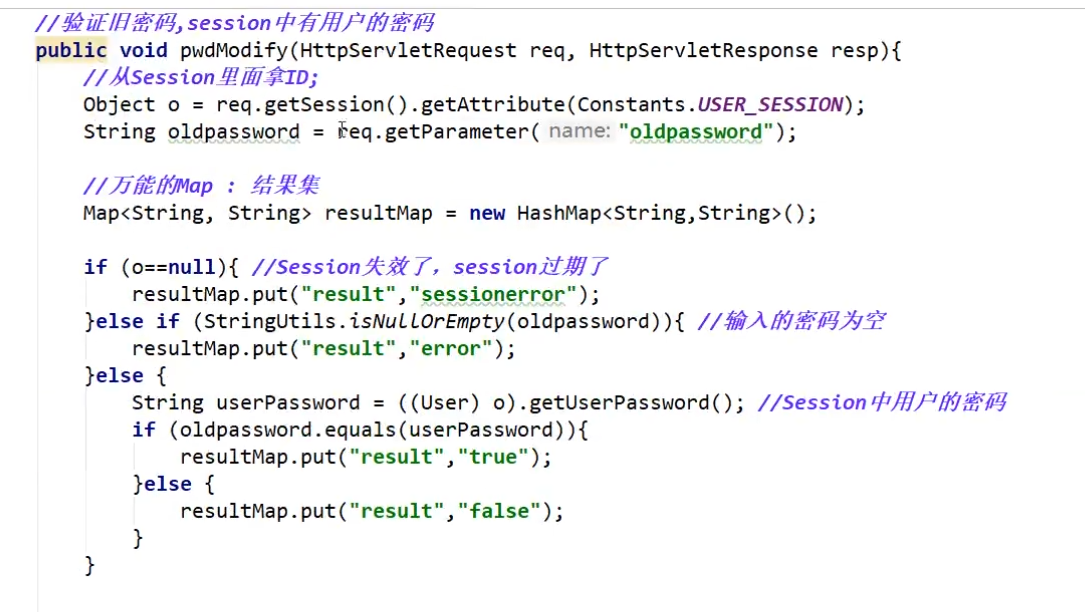 //验证旧密码,session中有用户的密码
public void pwdModify(HttpServletRequest req, HttpServletResponse resp){
//从Session里面拿ID;
Object o = req.getSession().getAttribute(Constants.USER_SESSION);
String oldpassword = req.getParameter( name: "oldpassword");
//万能的Map : 结果集
Map<String, String> resultMap = new HashMap<String,String>();
if (o==null){ //Session失效了，session过期了
resultMap.put("result","sessionerror");
}else if (StringUtils.isNullOrEmpty(oldpassword)){ //输入的密码为空
resultMap.put("result","error");
}else {
String userPassword = ((User) o).getUserPassword(); //Session中用户的密码
if (oldpassword.equals(userPassword)){
resultMap.put("result","true");
}else {
resultMap.put("result","false");
}
}